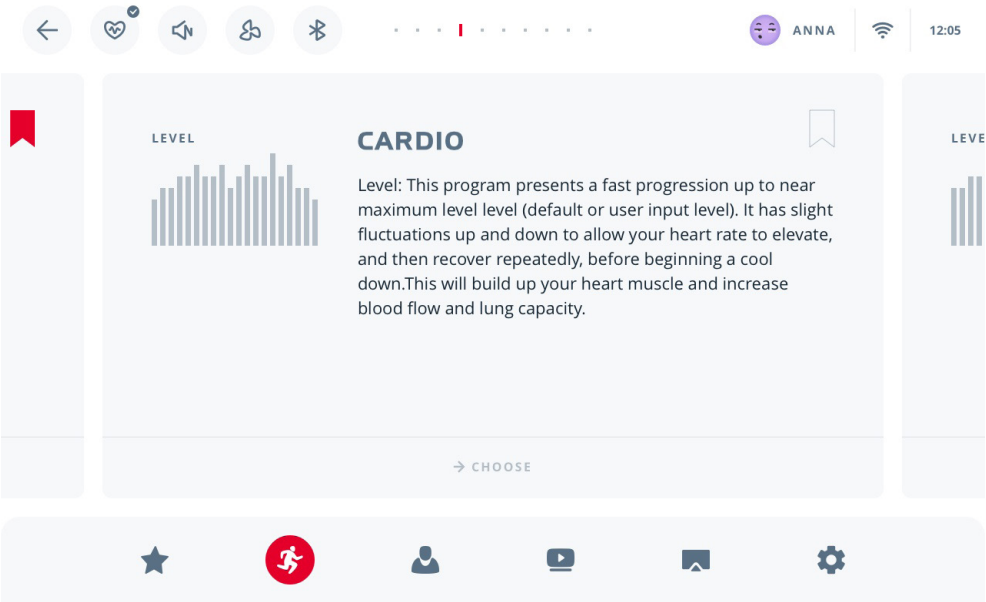 ANNA
12:05
LEVEL
CARDIO
Level: This program presents a fast progression up to near
maximum level level (default or user input level). It has slight
fluctuations up and down to allow your heart rate to elevate,
and then recover repeatedly, before beginning a cool
down.This will build up your heart muscle and increase
blood flow and lung capacity.
LEVE
CHOOSE